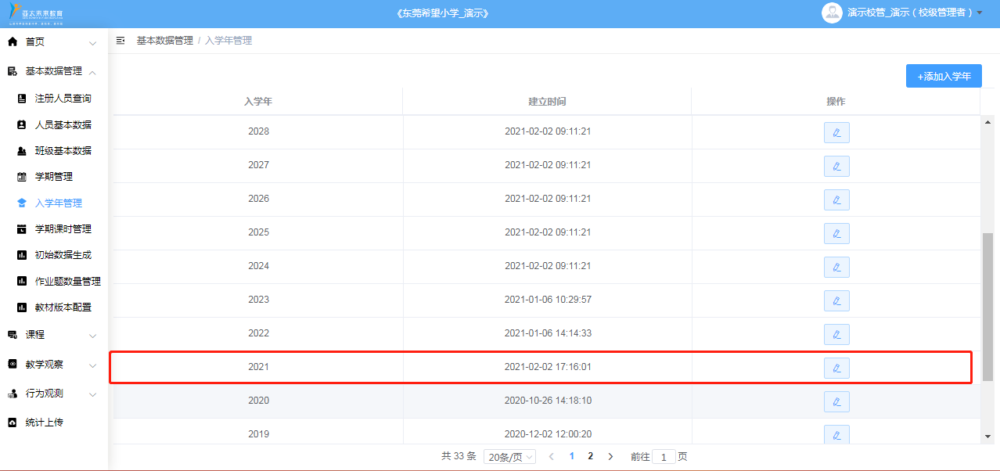 亚太未来教育
《东莞希望小学_演示》
演示校管_演示（校级管理者）
首页
基本数据管理
注册人员查询
人员基本数据
班级基本数据
学期管理
入学年管理
学期课时管理
初始数据生成
作业题数量管理
教材版本配置
课程
教学观察
行为观测
统计上传
基本数据管理 / 入学年管理
+添加入学年
入学年 建立时间 操作
2028 2021-02-02 09:11:21
2027 2021-02-02 09:11:21
2026 2021-02-02 09:11:21
2025 2021-02-02 09:11:21
2024 2021-02-02 09:11:21
2023 2021-01-06 10:29:57
2022 2021-01-06 14:14:33
2021 2021-02-02 17:16:01
2020 2020-10-26 14:18:10
2019 2020-12-02 12:00:20
共 33 条 20条/页 1 2 前往 1 页